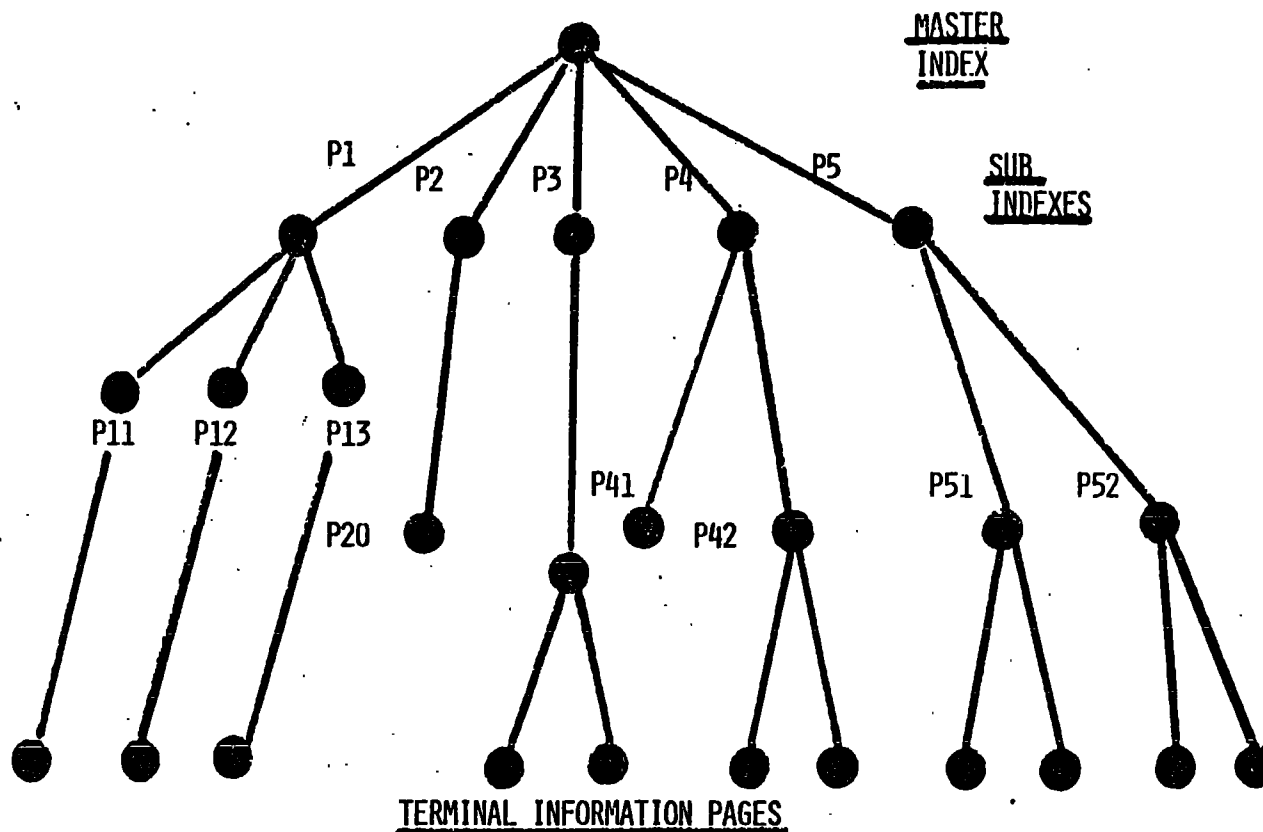 MASTER
INDEX
P1
P2
P3
P4
P5
SUB
INDEXES
P11
P12
P13
P41
P51
P52
P20
P42
TERMINAL INFORMATION PAGES